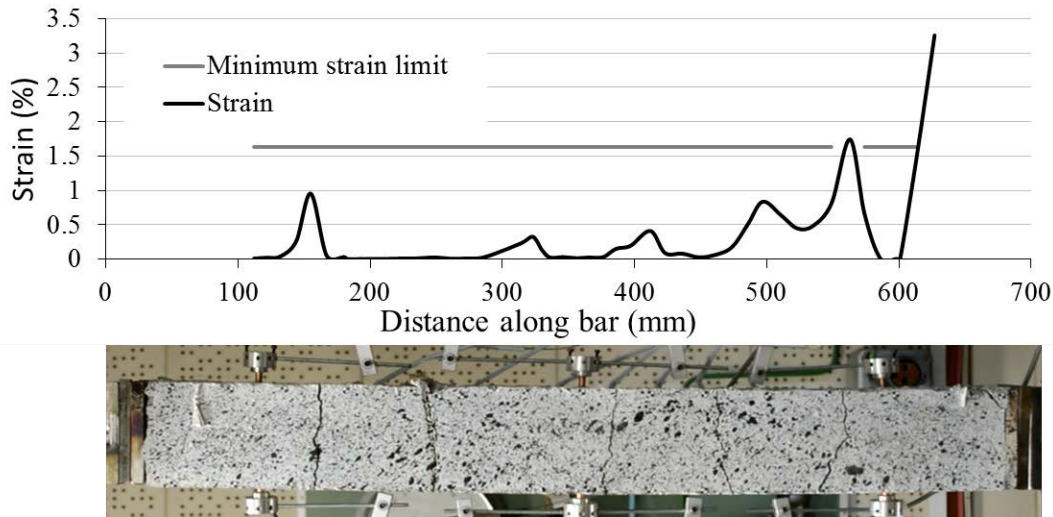 3.5
3
2.5
2
1.5
1
0.5
0
Strain (%)
Minimum strain limit
Strain
0 100 200 300 400 500 600 700
Distance along bar (mm)